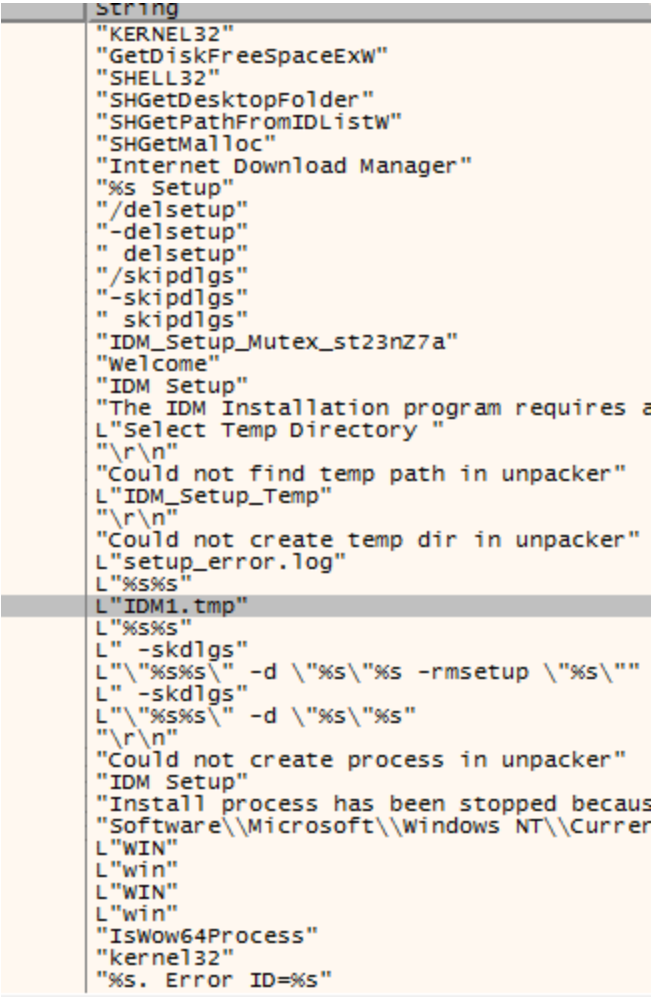 String
"KERNEL32"
"GetDiskFreeSpaceExW"
"SHELL32"
"SHGetDesktopFolder"
"SHGetPathFromIDListW"
"SHGetMalloc"
"Internet Download Manager"
"%s Setup"
"/delsetup"
"-delsetup"
" delsetup"
"/skipdlgs"
"-skipdlgs"
" skipdlgs"
"IDM_Setup_Mutex_st23nZ7a"
"Welcome"
"IDM Setup"
"The IDM Installation program requires a
L"Select Temp Directory "
"\r\n"
"Could not find temp path in unpacker"
L"IDM_Setup_Temp"
"\r\n"
"Could not create temp dir in unpacker"
L"setup_error.log"
L"%s%s"
L"IDM1.tmp"
L"%s%s"
L" -skdlgs"
L"\"%s%s\" -d \"%s\"%s -rmsetup \"%s\""
L" -skdlgs"
L"\"%s%s\" -d \"%s\"%s"
"\r\n"
"Could not create process in unpacker"
"IDM Setup"
"Install process has been stopped becaus
"Software\\Microsoft\\Windows NT\\Curren
L"WIN"
L"win"
L"WIN"
L"win"
"IsWow64Process"
"kernel32"
"%s. Error ID=%s"